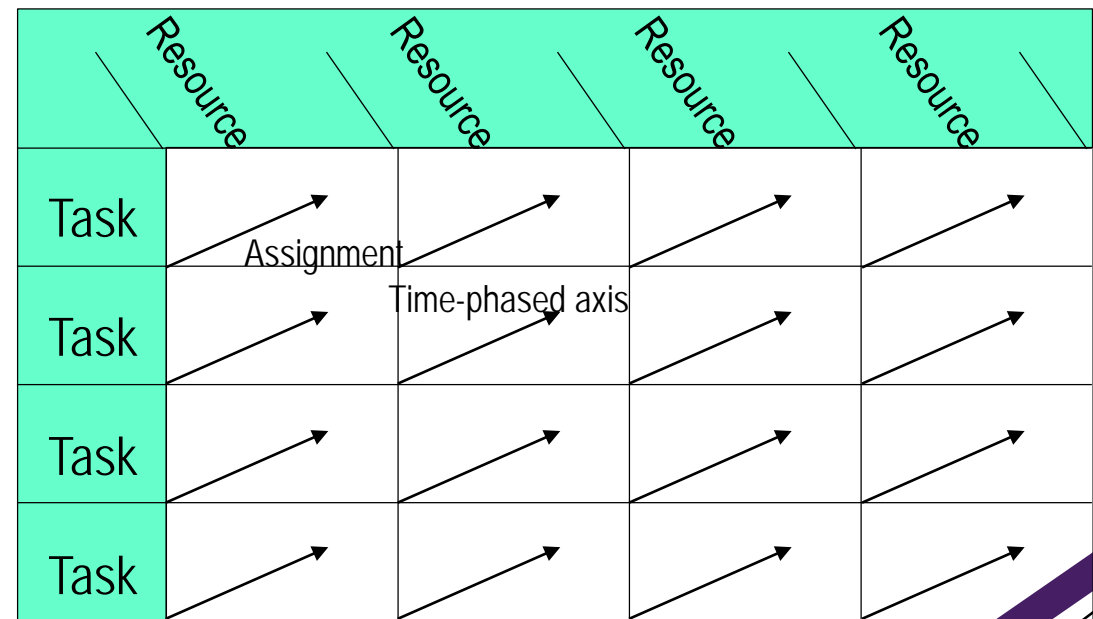 Resource
Resource
Resource
Resource
Task
Assignment
Time-phased axis
Task
Task
Task